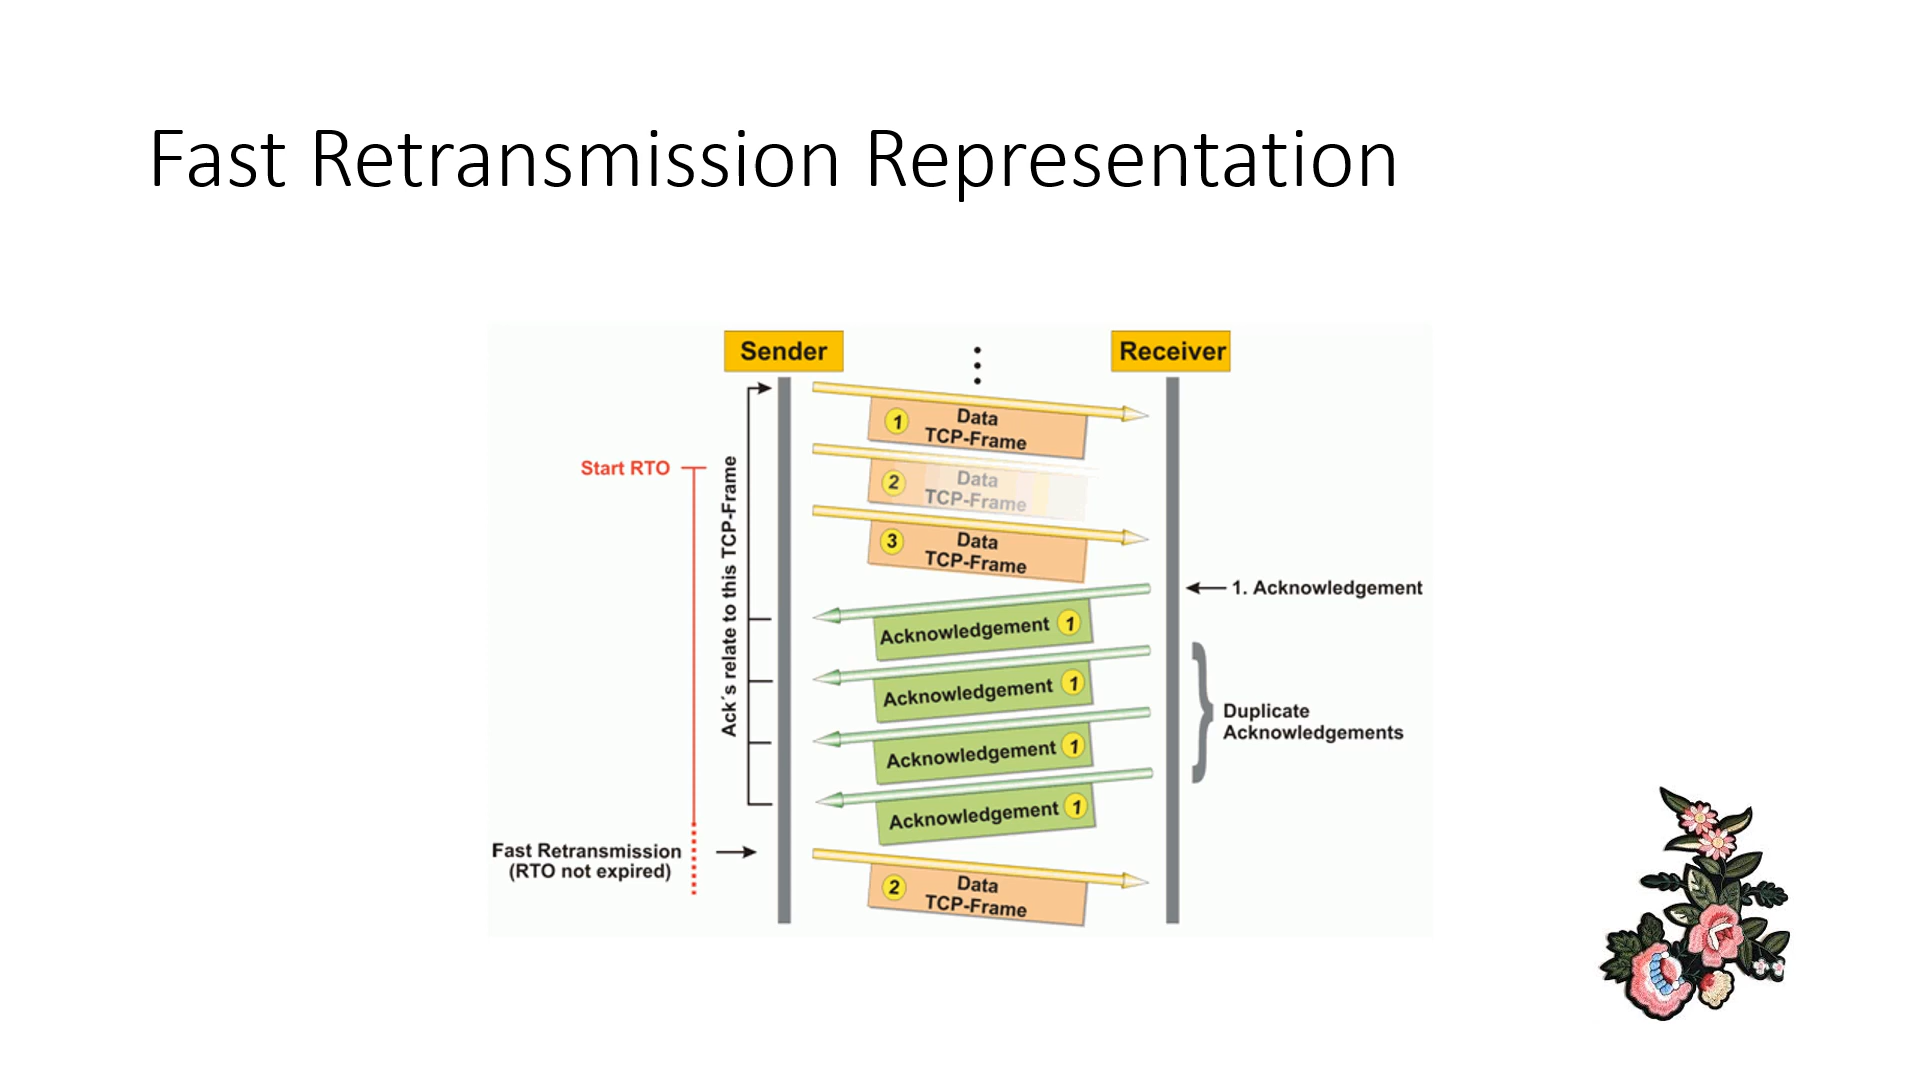 Fast Retransmission Representation
Sender
Receiver
1 Data
TCP-Frame
Start RTO
2 Data
TCP-Frame
3 Data
TCP-Frame
Ack´s relate to this TCP-Frame
1. Acknowledgement
Acknowledgement 1
Acknowledgement 1
Duplicate
Acknowledgements
Acknowledgement 1
Acknowledgement 1
Fast Retransmission
(RTO not expired)
2 Data
TCP-Frame